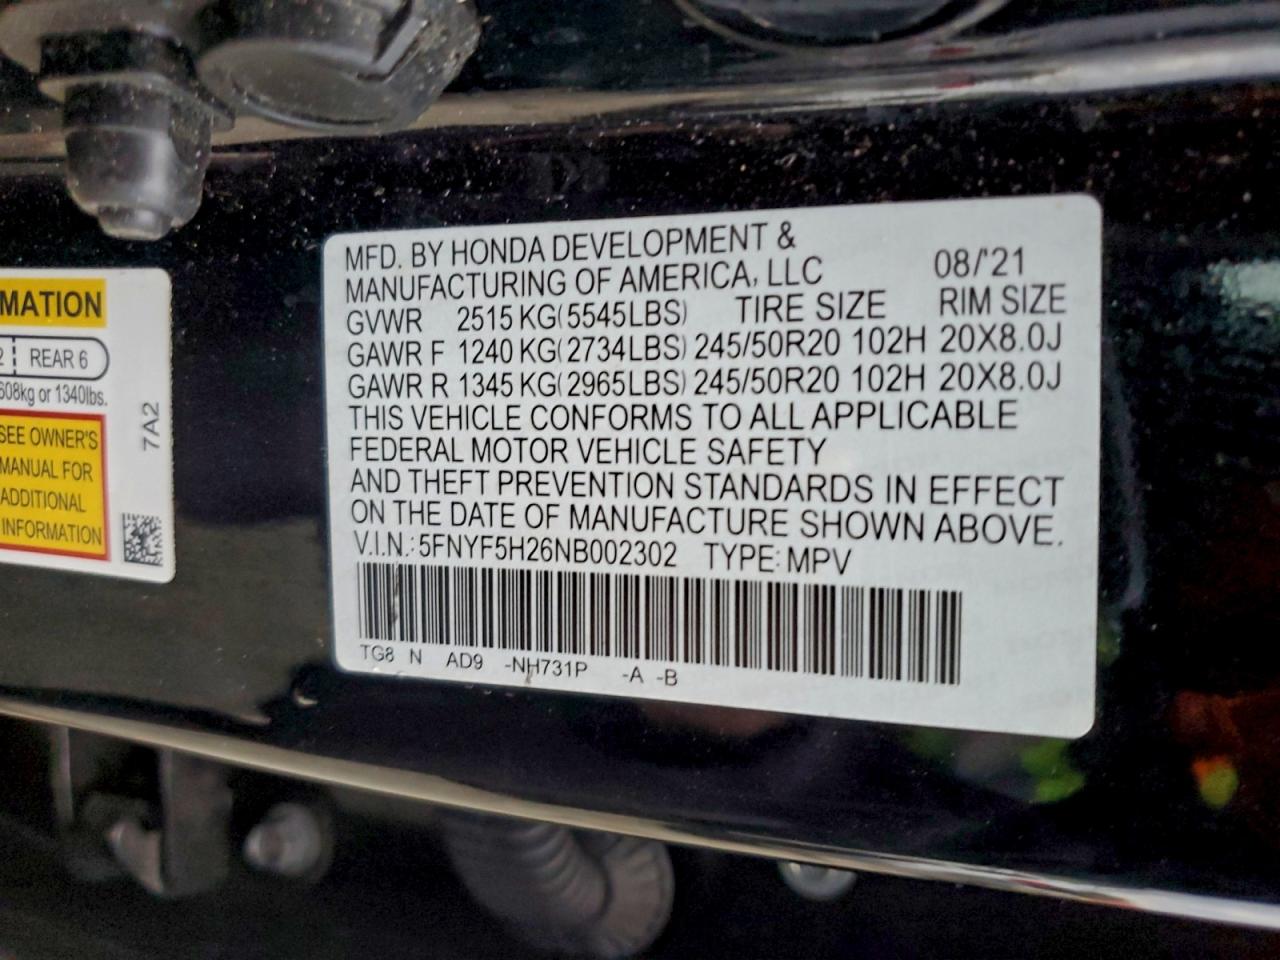 MATION
2 REAR 6
608kg or 1340lbs.
SEE OWNER'S
MANUAL FOR
ADDITIONAL
INFORMATION
7A2
MFD. BY HONDA DEVELOPMENT &
MANUFACTURING OF AMERICA, LLC 08/'21
GVWR 2515 KG(5545LBS) TIRE SIZE RIM SIZE
GAWR F 1240 KG(2734LBS) 245/50R20 102H 20X8.0J
GAWR R 1345 KG(2965LBS) 245/50R20 102H 20X8.0J
THIS VEHICLE CONFORMS TO ALL APPLICABLE
FEDERAL MOTOR VEHICLE SAFETY
AND THEFT PREVENTION STANDARDS IN EFFECT
ON THE DATE OF MANUFACTURE SHOWN ABOVE.
V.I.N.: 5FNYF5H26NB002302 TYPE: MPV
TG8 N AD9 -NH731P -A -B